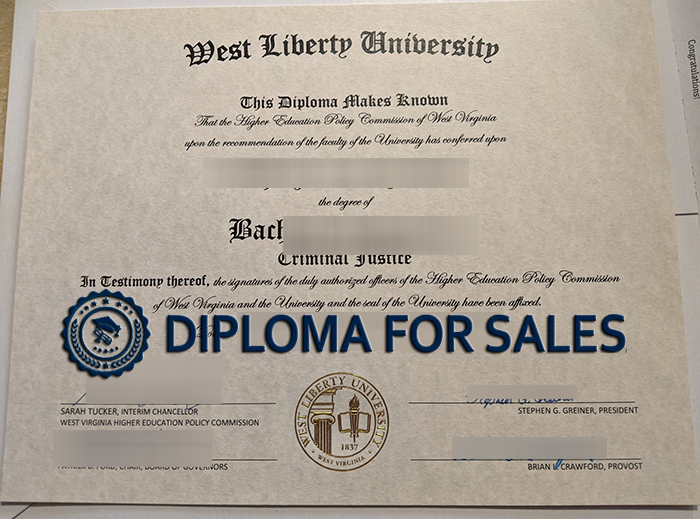 Congratulations!
West Liberty University
This Diploma Makes Known
That the Higher Education Policy Commission of West Virginia
upon the recommendation of the faculty of the University has conferred upon
the degree of
Bach
Criminal Justice
In Testimony thereof, the signatures of the duly authorized officers of the Higher Education Policy Commission
of West Virginia and the University and the seal of the University have been affixed.
DIPLOMA FOR SALES
SARAH TUCKER, INTERIM CHANCELLOR
WEST VIRGINIA HIGHER EDUCATION POLICY COMMISSION
STEPHEN G. GREINER, PRESIDENT
WEST LIBERTY UNIVERSITY
1837
WEST VIRGINIA
CHAIR, BOARD OF GOVERNORS
CRAWFORD, PROVOST